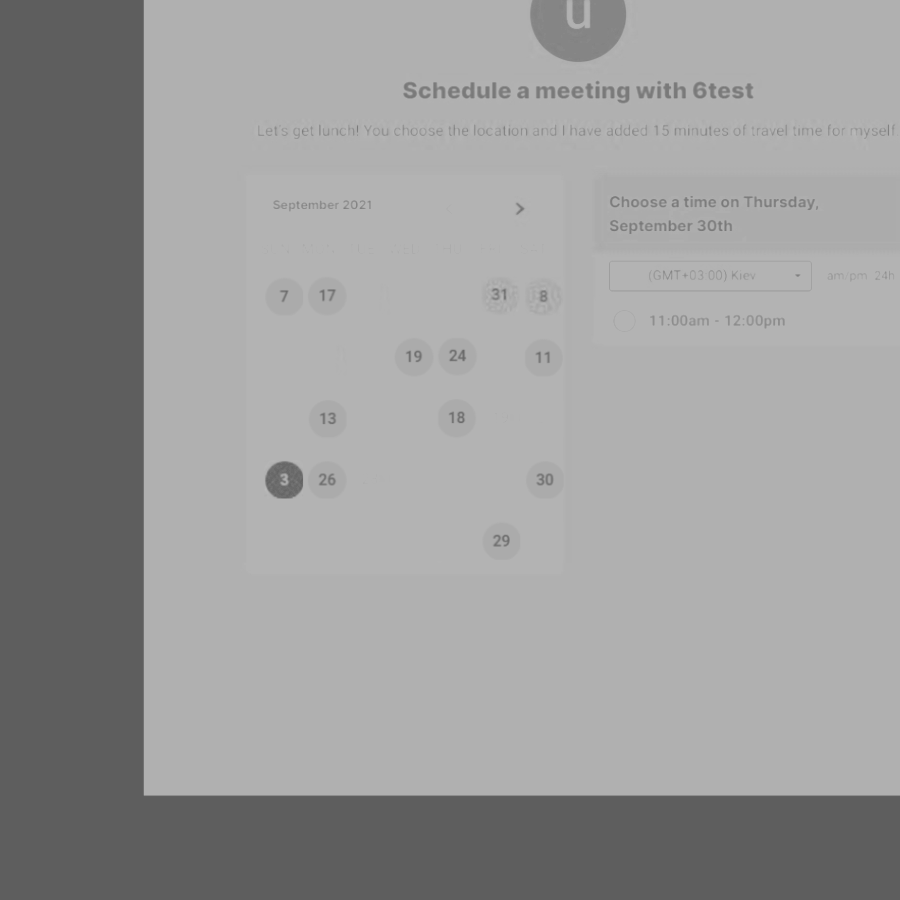 u
Schedule a meeting with 6test
Let's get lunch! You choose the location and I have added 15 minutes of travel time for myself
September 2021 >
7 17 31 8
19 24 11
13 18
3 26 30
29
Choose a time on Thursday,
September 30th
(GMT+03:00) Kiev am/pm 24h
11:00am - 12:00pm